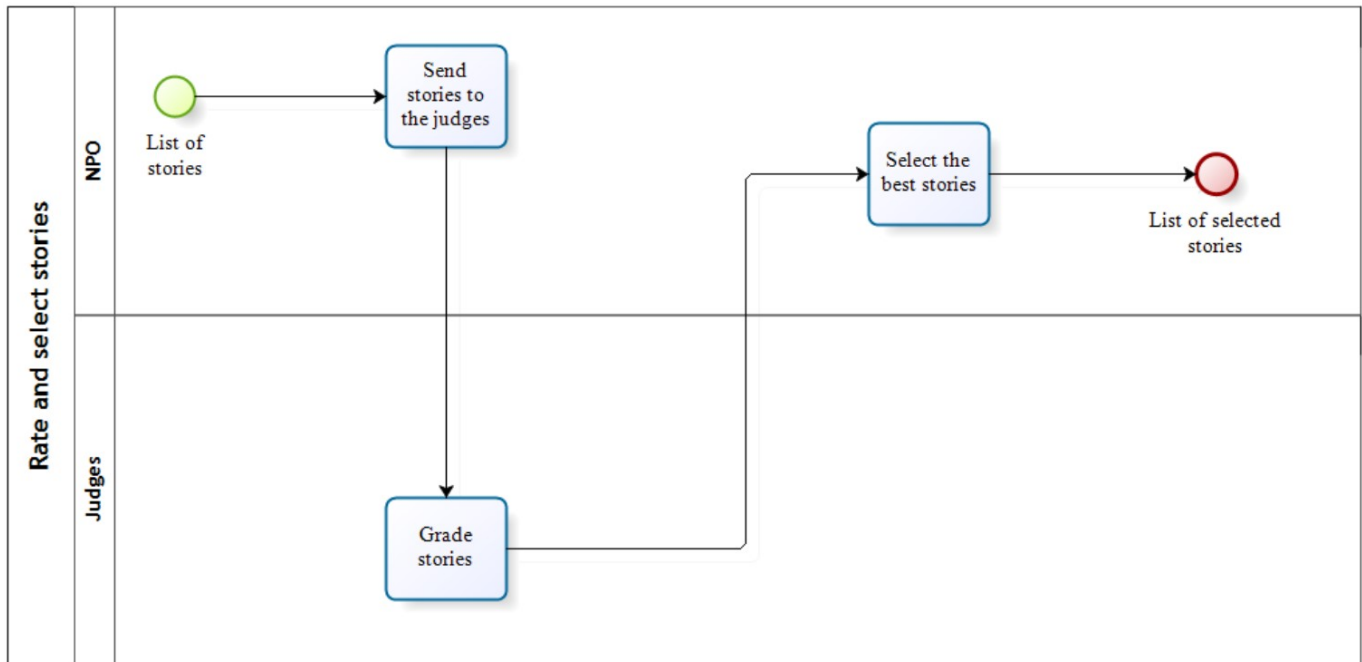 Rate and select stories
NPO
List of
stories
Send
stories to
the judges
Select the
best stories
List of selected
stories
Judges
Grade
stories